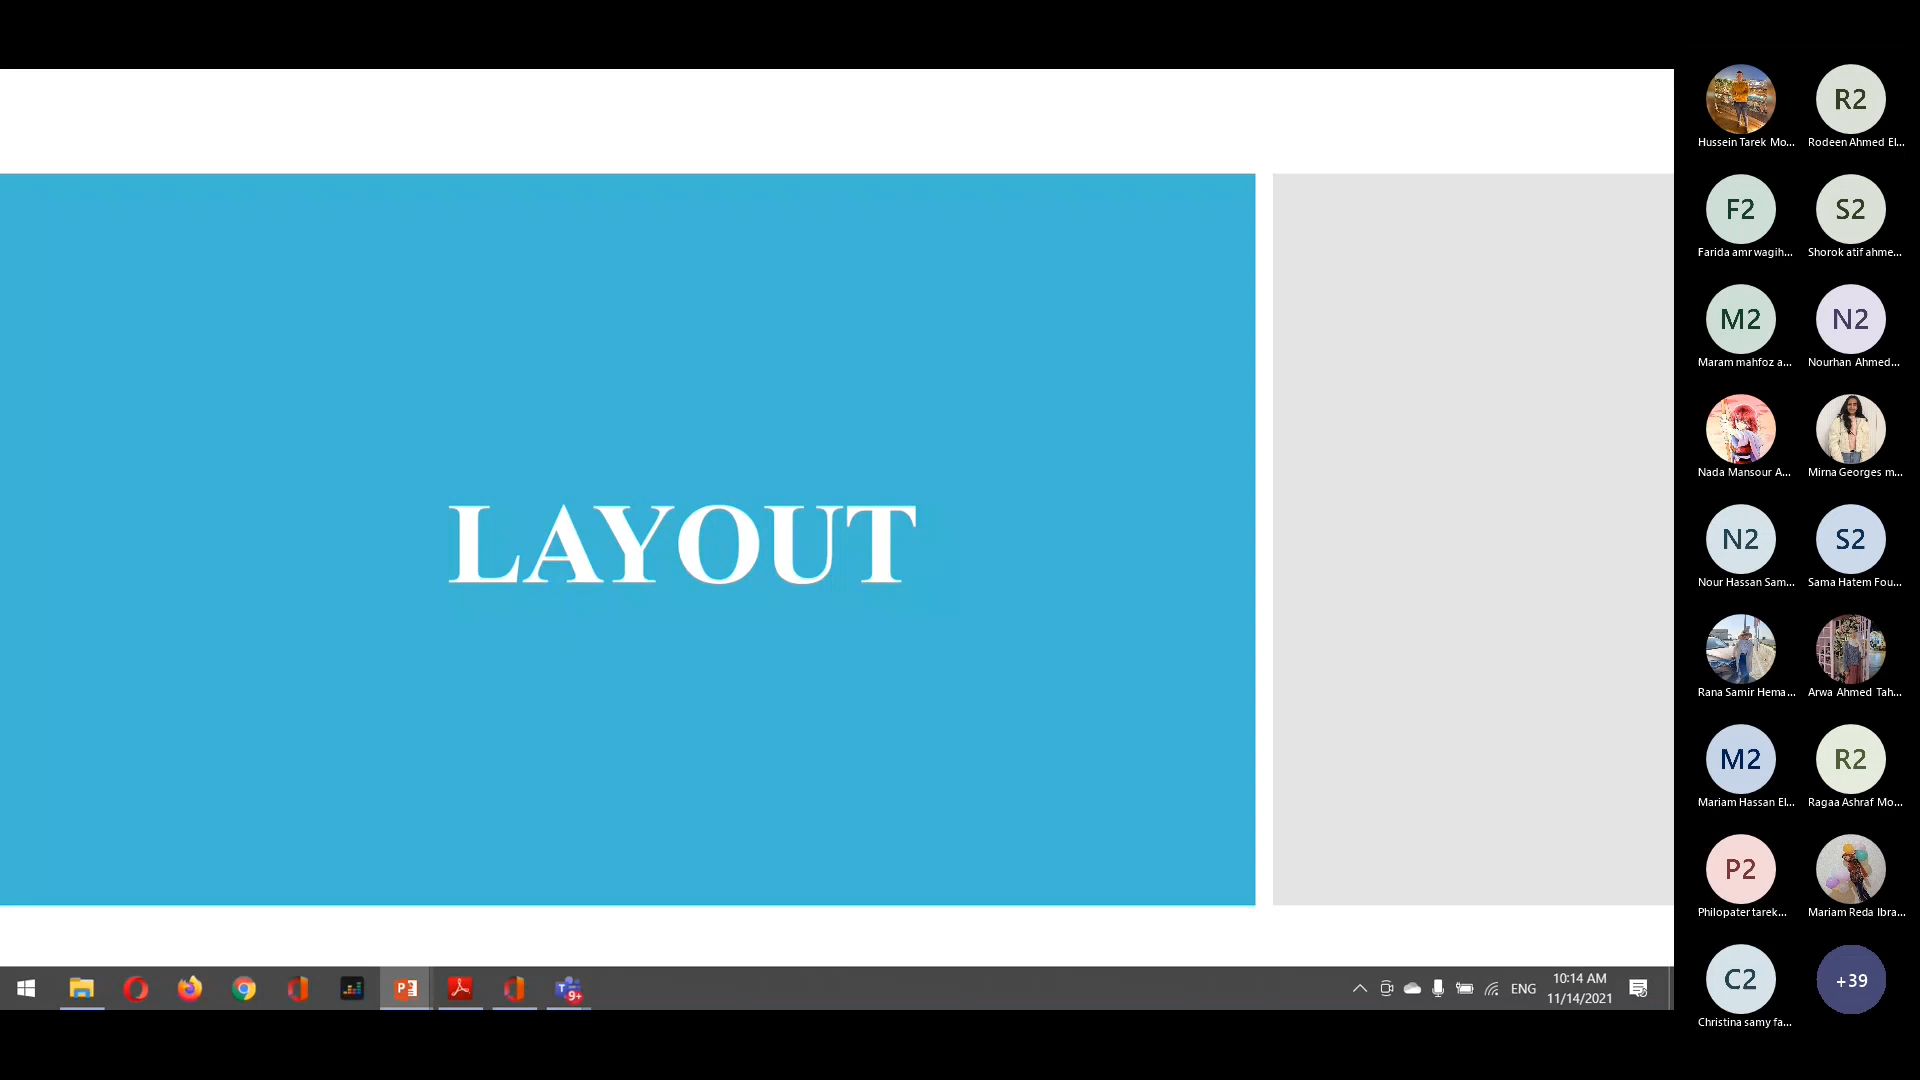 LAYOUT
Hussein Tarek Mo...
R2
Rodeen Ahmed El...
F2
Farida amr wagih...
S2
Shorok atif ahme...
M2
Maram mahfoz a...
N2
Nourhan Ahmed...
Nada Mansour A...
Mirna Georges m...
N2
Nour Hassan Sam...
S2
Sama Hatem Fou...
Rana Samir Hema...
Arwa Ahmed Tah...
M2
Mariam Hassan El...
R2
Ragaa Ashraf Mo...
P2
Philopater tarek...
Mariam Reda Ibra...
C2
Christina samy fa...
+39
9+
ENG
10:14 AM
11/14/2021